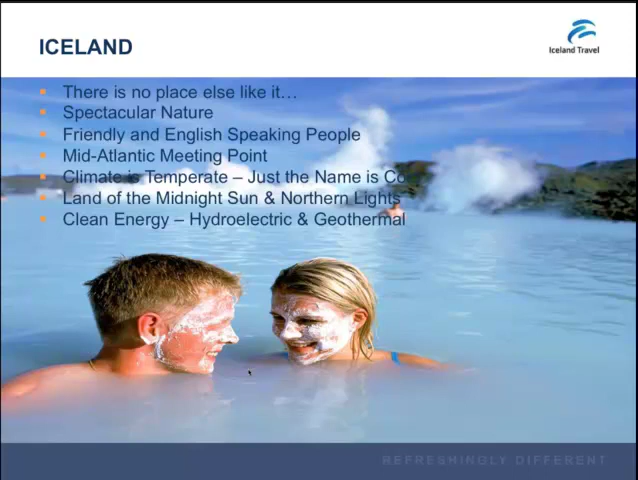 ICELAND
Iceland Travel
There is no place else like it…
Spectacular Nature
Friendly and English Speaking People
Mid-Atlantic Meeting Point
Climate is Temperate – Just the Name is Co
Land of the Midnight Sun & Northern Lights
Clean Energy – Hydroelectric & Geothermal
REFRESHINGLY DIFFERENT